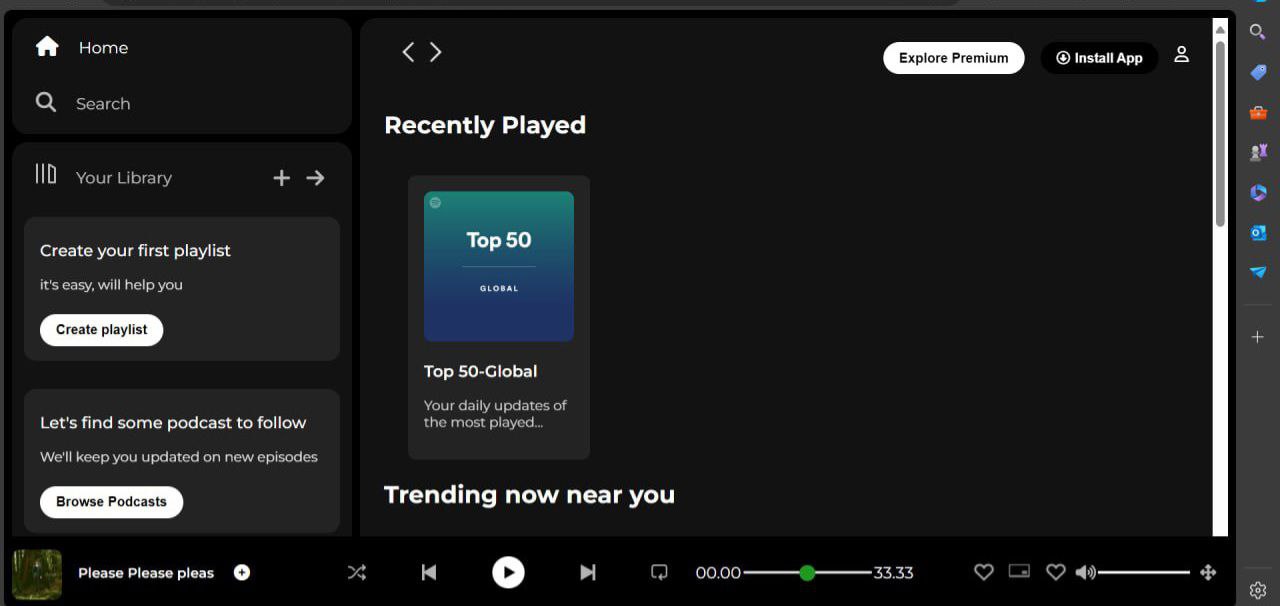 Home
Search
Your Library
Create your first playlist
it's easy, will help you
Create playlist
Let's find some podcast to follow
We'll keep you updated on new episodes
Browse Podcasts
Explore Premium
Install App
Recently Played
Top 50
GLOBAL
Top 50-Global
Your daily updates of
the most played...
Trending now near you
Please Please pleas
00.00
33.33